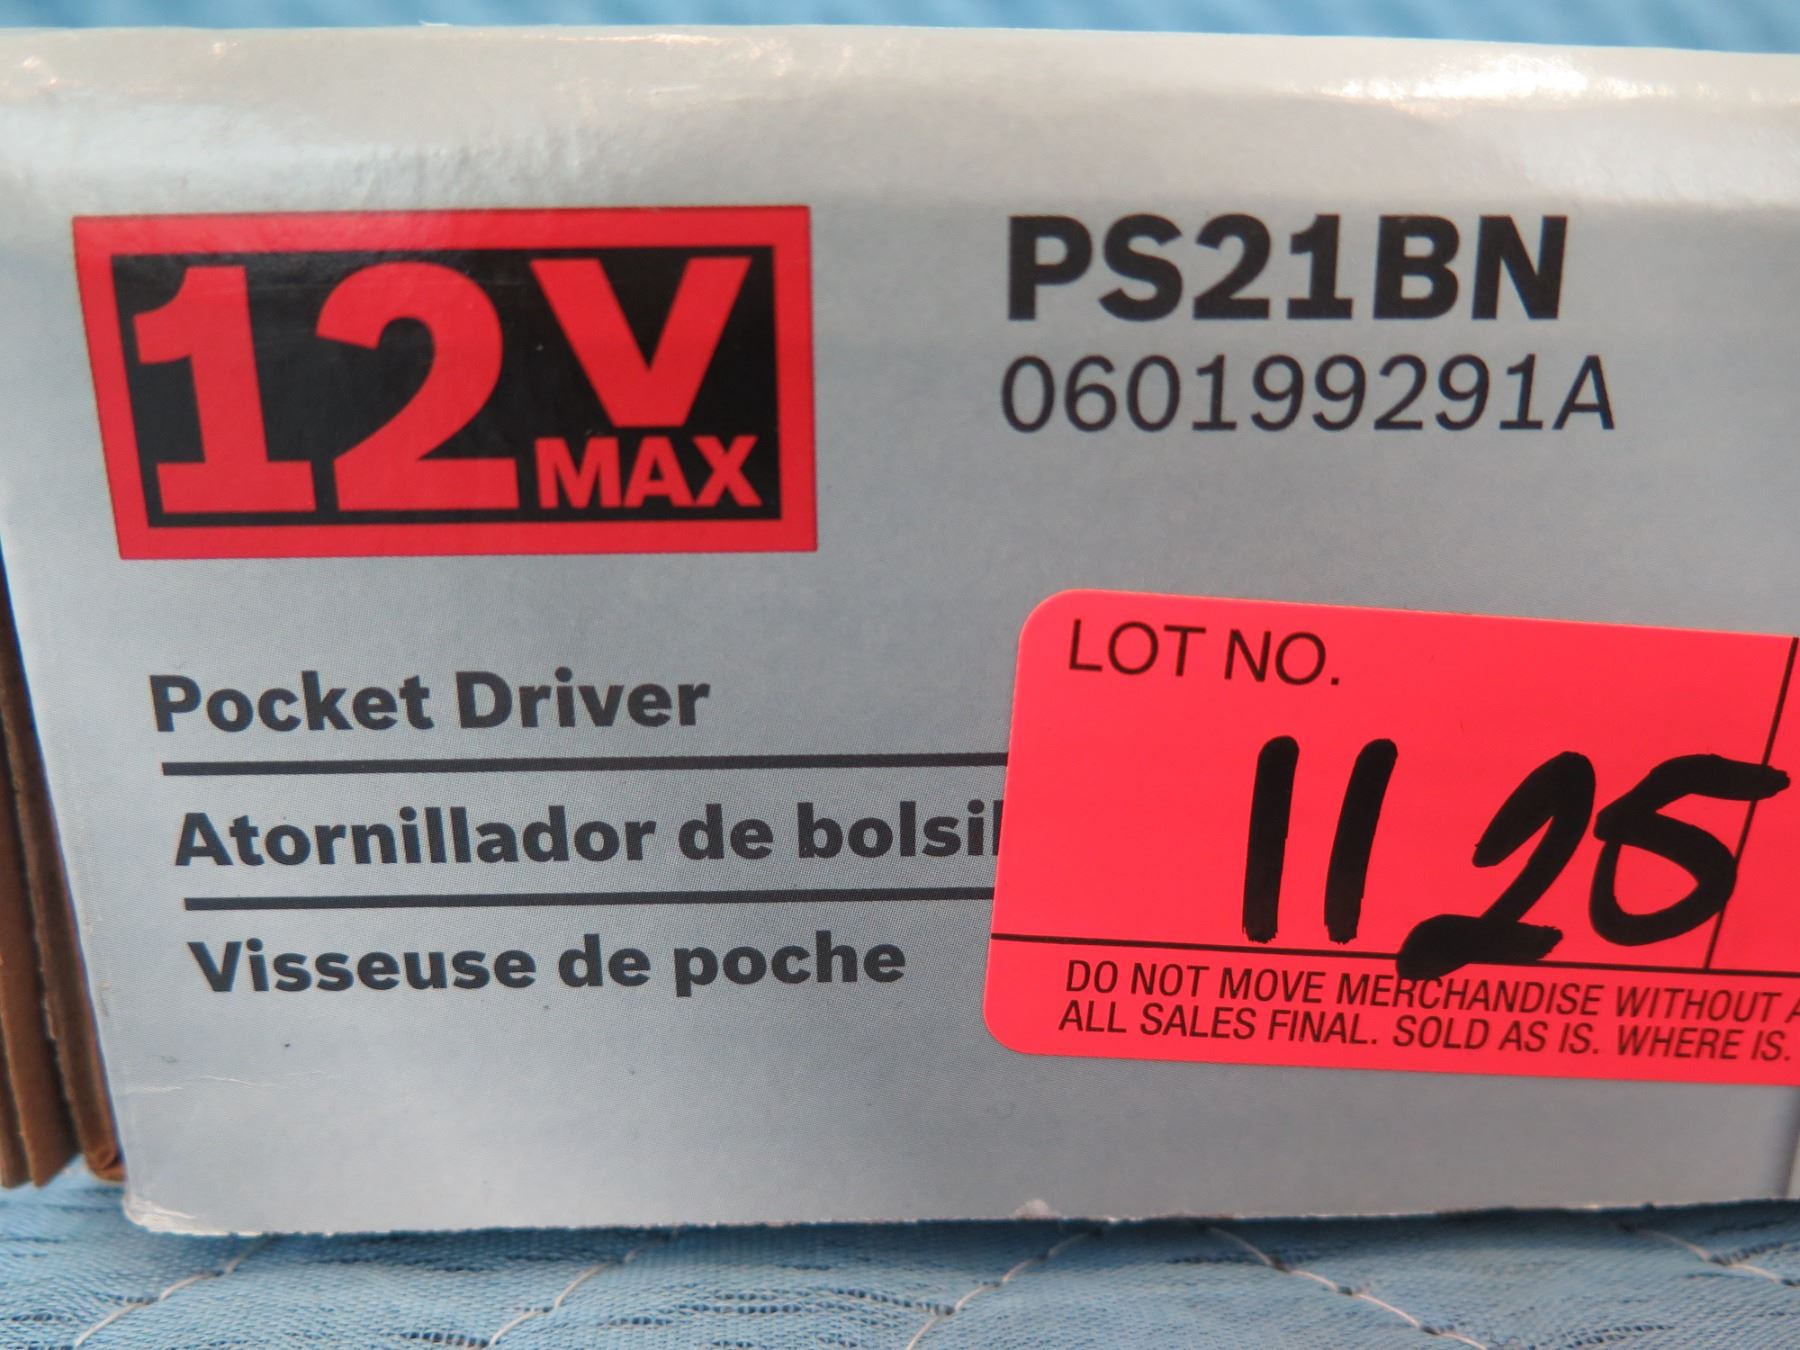 12V
MAX
PS21BN
060199291A
Pocket Driver
Atornillador de
Visseuse de poche
LOT NO.
1125
DO NOT MOVE MERCHANDISE WITHOUT
ALL SALES FINAL. SOLD AS IS. WHERE IS.